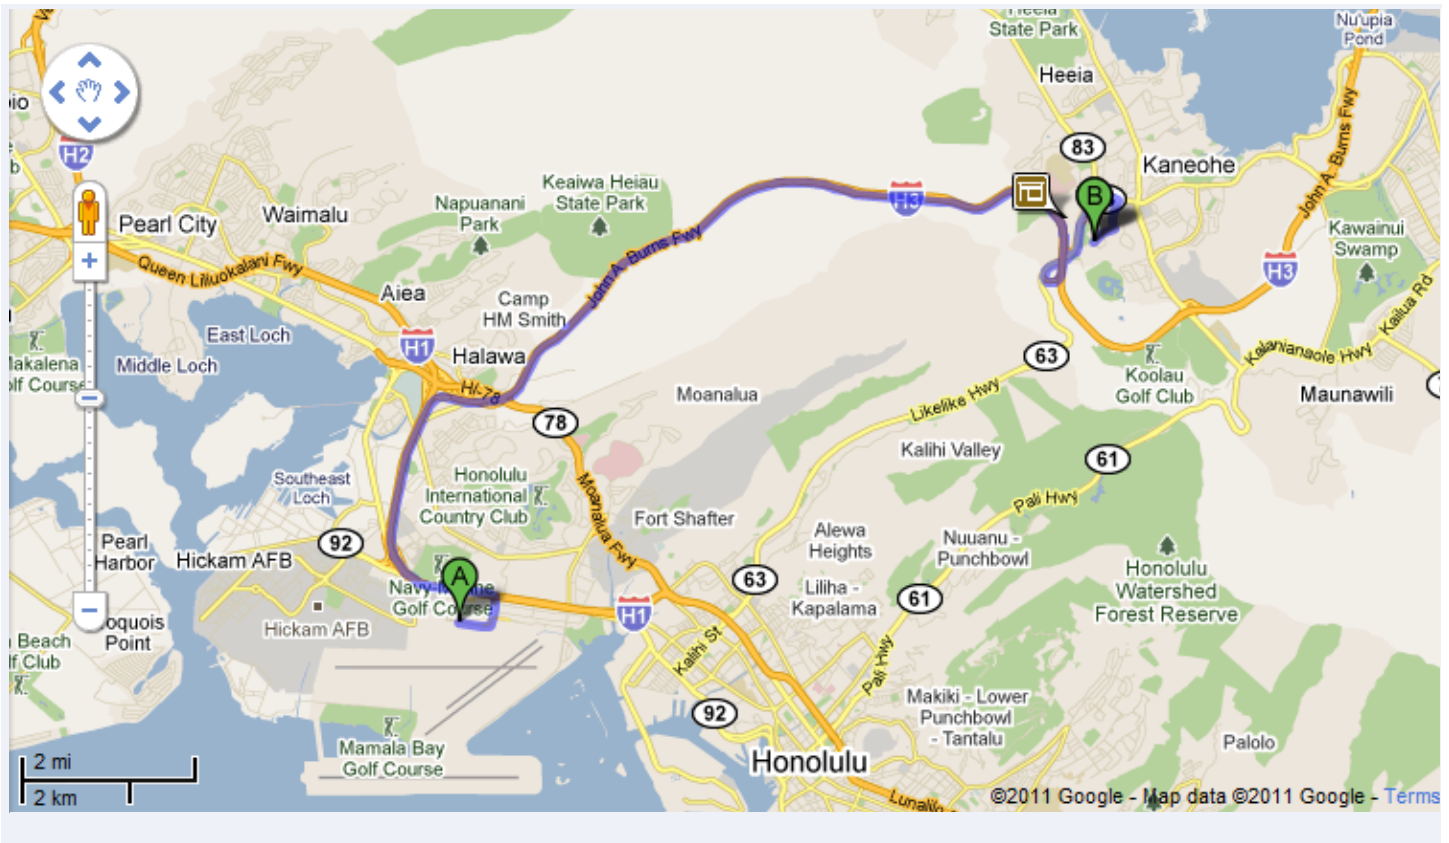 Heeia
State Park
Nu'upia
Pond
Heeia
H2
83
Kaneohe
Keaiwa Heiau
State Park
Napuanani
Park
Waimalu
Pearl City
B
H3
John A. Burns Fwy
Kawainui
Swamp
Queen Liliuokalani Fwy
John A. Burns Fwy
H3
Aiea
Camp
HM Smith
Kailua Rd
East Loch
H1
Halawa
63
Kalanianaole Hwy
Middle Loch
Koolau
Golf Club
Maunawili
HI-78
Moanalua
Likelike Hwy
78
Kalihi Valley
61
Southeast
Loch
Honolulu
International
Country Club
Moanalua Fwy
Pali Hwy
Fort Shafter
Alewa
Heights
Nuuanu -
Punchbowl
Pearl
Harbor
Hickam AFB
92
A
Honolulu
Watershed
Forest Reserve
63
Liliha -
Kapalama
61
Golf Course
H1
Hickam AFB
Point
Kalihi St
Pali Hwy
92
Makiki - Lower
Punchbowl
- Tantalu
Palolo
Mamala Bay
Golf Course
Honolulu
2 mi
2 km
©2011 Google - Map data ©2011 Google - Terms